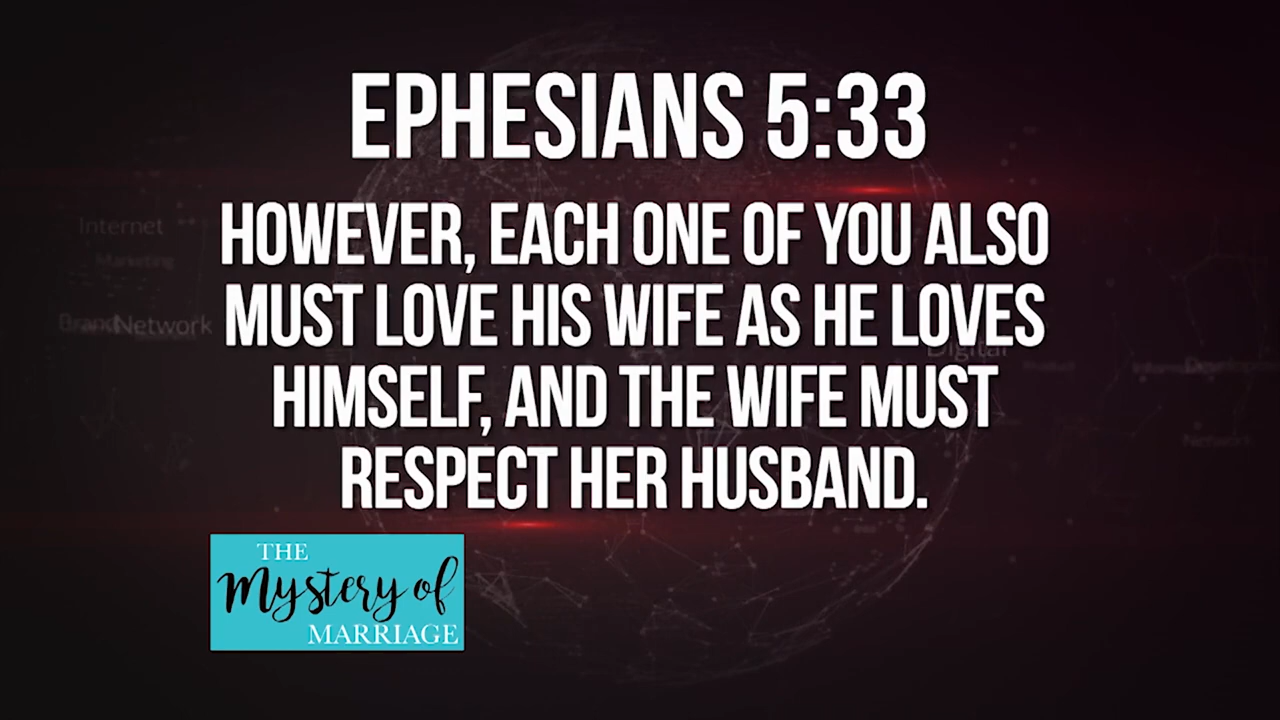 EPHESIANS 5:33
HOWEVER, EACH ONE OF YOU ALSO
MUST LOVE HIS WIFE AS HE LOVES
HIMSELF, AND THE WIFE MUST
RESPECT HER HUSBAND.
THE
Mystery of
MARRIAGE
Internet
Marketing
Brand Network
Digital